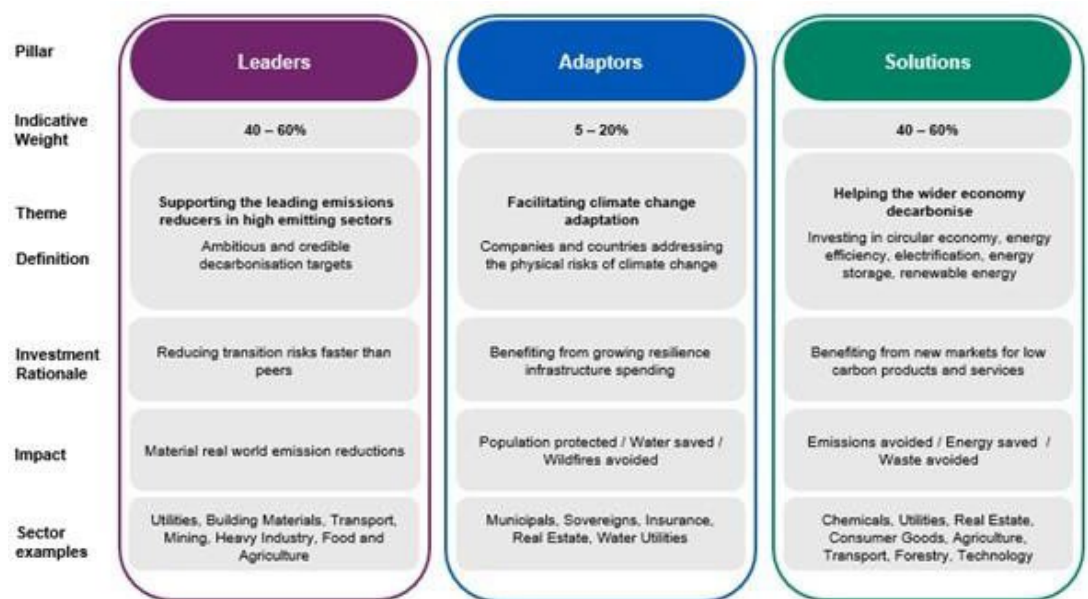 Pillar
Leaders
Adaptors
Solutions
Indicative
Weight
40 – 60%
5 – 20%
40 – 60%
Theme
Definition
Supporting the leading emissions
reducers in high emitting sectors
Ambitious and credible
decarbonisation targets
Facilitating climate change
adaptation
Companies and countries addressing
the physical risks of climate change
Helping the wider economy
decarbonise
Investing in circular economy, energy
efficiency, electrification, energy
storage, renewable energy
Investment
Rationale
Reducing transition risks faster than
peers
Benefiting from growing resilience
infrastructure spending
Benefiting from new markets for low
carbon products and services
Impact
Material real world emission reductions
Population protected / Water saved /
Wildfires avoided
Emissions avoided / Energy saved /
Waste avoided
Sector
examples
Utilities, Building Materials, Transport,
Mining, Heavy Industry, Food and
Agriculture
Municipals, Sovereigns, Insurance,
Real Estate, Water Utilities
Chemicals, Utilities, Real Estate,
Consumer Goods, Agriculture,
Transport, Forestry, Technology